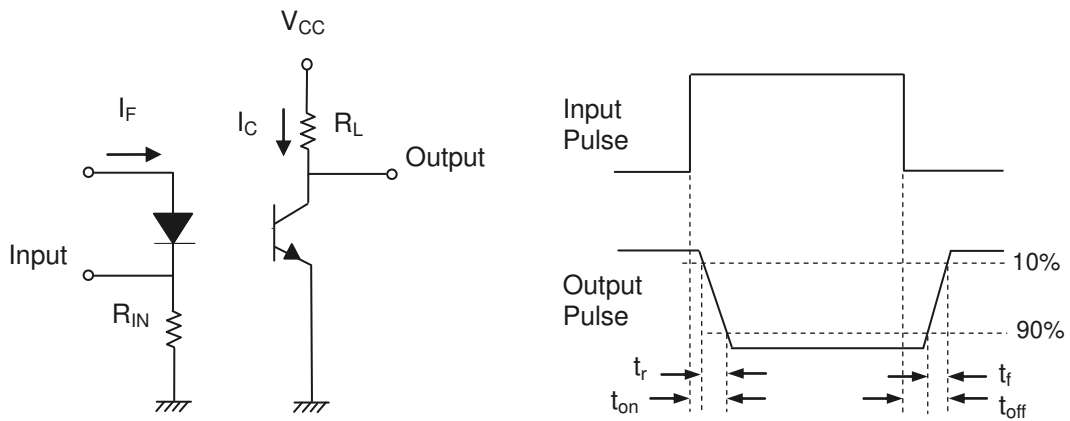 V_CC
I_F
I_C
R_L
Output
Input
R_IN
Input
Pulse
Output
Pulse
10%
90%
t_r
t_f
t_on
t_off